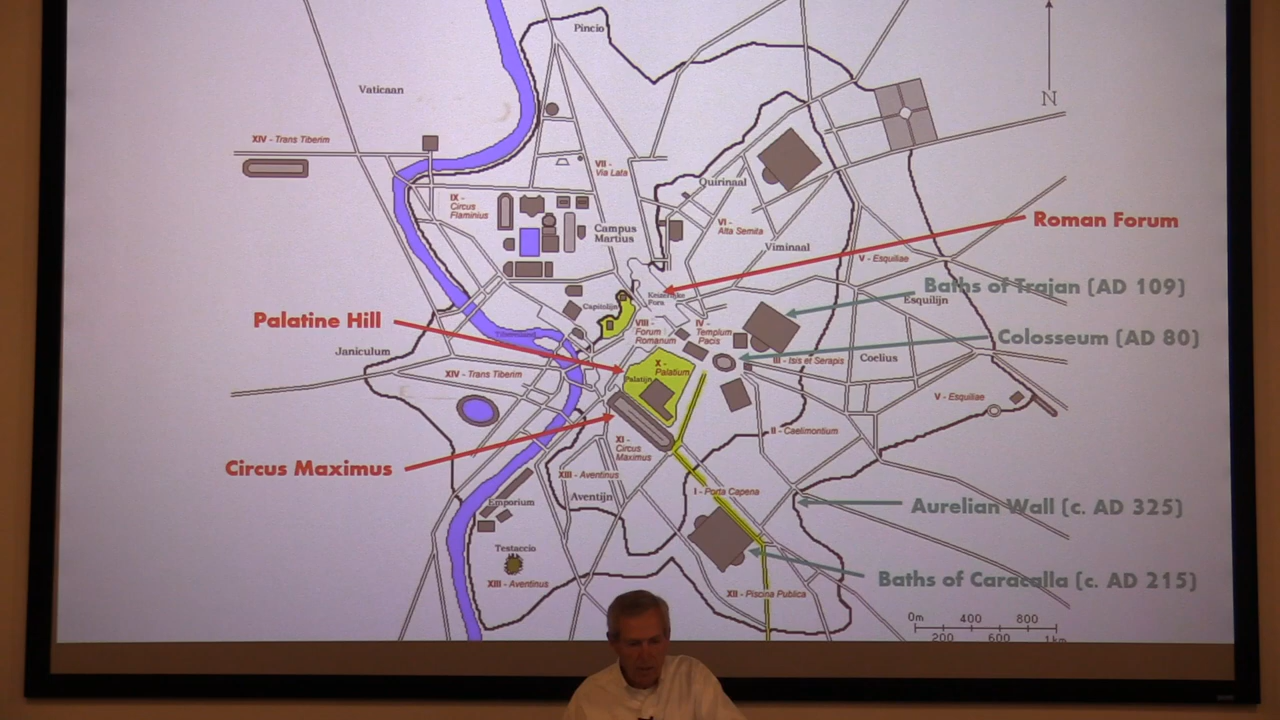 Pincio
Vaticaan
N
XIV - Trans Tiberim
VII -
Via Lata
Quirinaal
IX -
Circus
Flaminius
Campus
Martius
VI -
Alta Semita
Roman Forum
Viminaal
V - Esquiliae
Baths of Trajan (AD 109)
Esquilijn
Keizerlijke
Fora
Capitolijn
Palatine Hill
VIII -
Forum
Romanum
IV -
Templum
Pacis
Colosseum (AD 80)
Janiculum
III - Isis et Serapis
Coelius
XIV - Trans Tiberim
X -
Palatium
Palatijn
V - Esquiliae
II - Caelimontium
XI -
Circus
Maximus
Circus Maximus
XIII - Aventinus
Aventijn
I - Porta Capena
Emporium
Aurelian Wall (c. AD 325)
Testaccio
XIII - Aventinus
Baths of Caracalla (c. AD 215)
XII - Piscina Publica
0m 400 800
200 600 1km